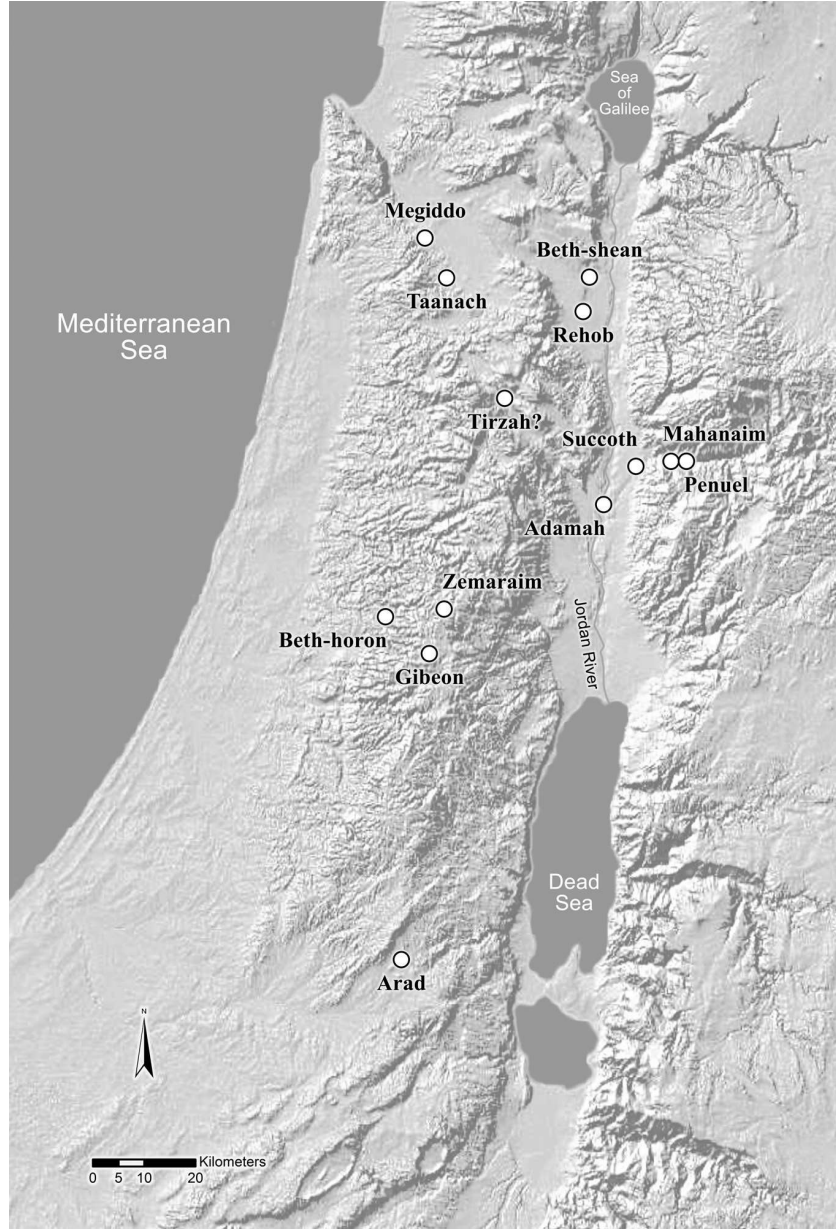 Sea
of
Galilee
Megiddo
Beth-shean
Taanach
Mediterranean
Sea
Rehob
Tirzah?
Succoth
Mahanaim
Penuel
Adamah
Zemaraim
Beth-horon
Jordan River
Gibeon
Dead
Sea
Arad
N
Kilometers
0 5 10 20